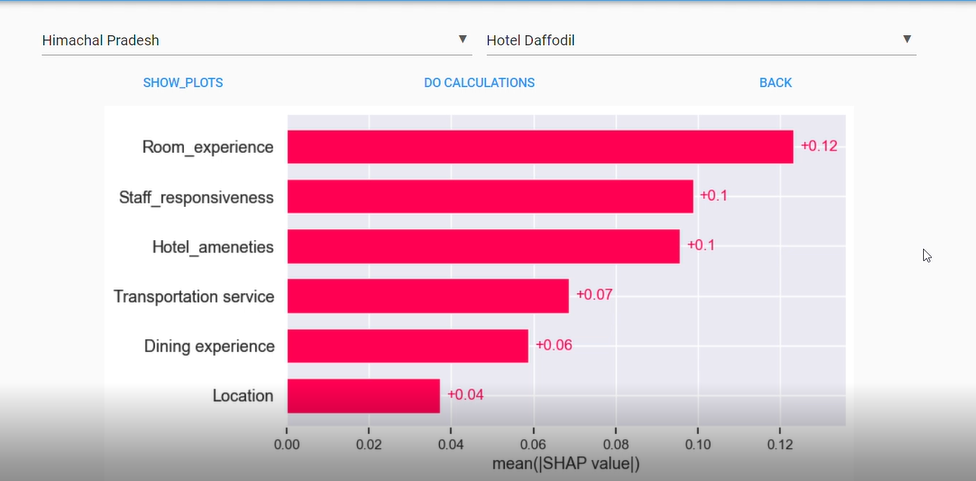 Himachal Pradesh ▼ Hotel Daffodil ▼
SHOW_PLOTS DO CALCULATIONS BACK
Room_experience +0.12
Staff_responsiveness +0.1
Hotel_ameneties +0.1
Transportation service +0.07
Dining experience +0.06
Location +0.04
0.00 0.02 0.04 0.06 0.08 0.10 0.12
mean(|SHAP value|)